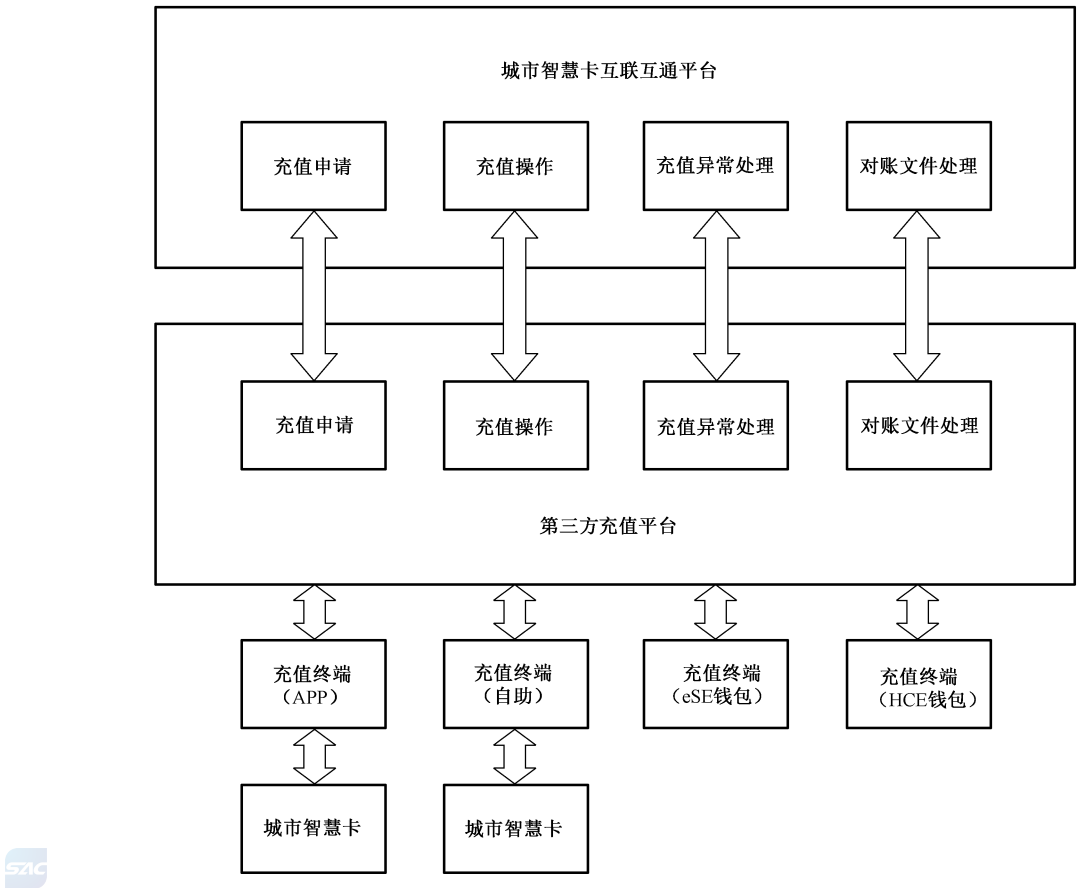 城市智慧卡互联互通平台
充值申请
充值操作
充值异常处理
对账文件处理
充值申请
充值操作
充值异常处理
对账文件处理
第三方充值平台
充值终端
（APP）
充值终端
（自助）
充值终端
（eSE钱包）
充值终端
（HCE钱包）
城市智慧卡
城市智慧卡
SAC